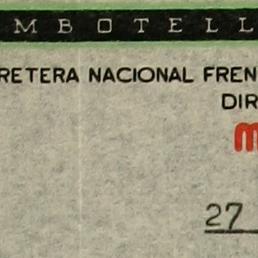 MBOTELL
RETERA NACIONAL FREN
DIR
M
27